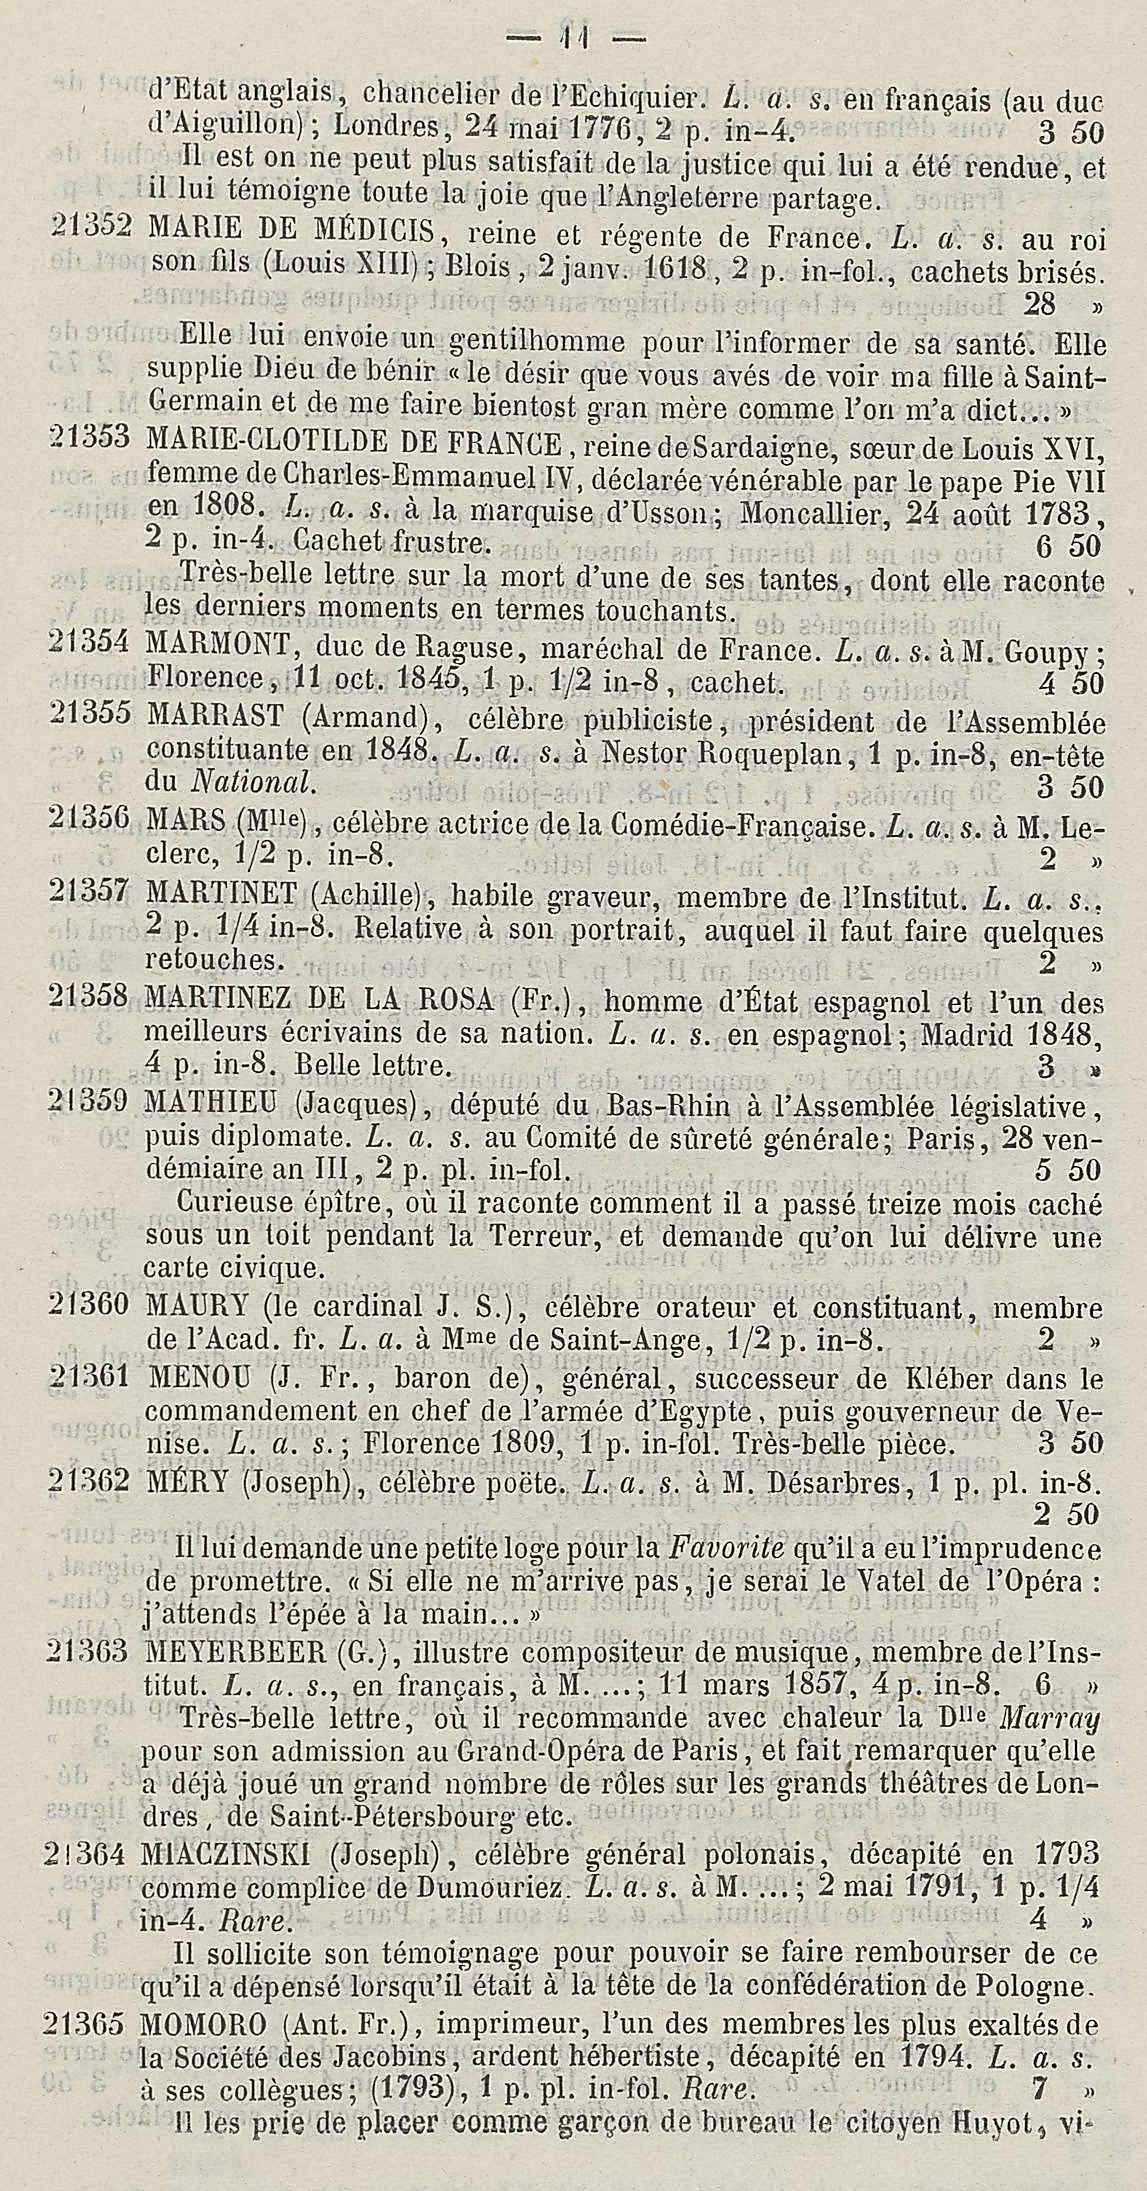 — 11 —
d'Etat anglais, chancelier de l'Echiquier. L. a. s. en français (au duc
d'Aiguillon); Londres, 24 mai 1776, 2 p. in-4. 3 50
Il est on ne peut plus satisfait de la justice qui lui a été rendue, et
il lui témoigne toute la joie que l'Angleterre partage.
21352 MARIE DE MÉDICIS, reine et régente de France. L. a. s. au roi
son fils (Louis XIII); Blois, 2 janv. 1618, 2 p. in-fol., cachets brisés.
28 »
Elle lui envoie un gentilhomme pour l'informer de sa santé. Elle
supplie Dieu de bénir « le désir que vous avés de voir ma fille à Saint-
Germain et de me faire bientost gran mère comme l'on m'a dict... »
21353 MARIE-CLOTILDE DE FRANCE, reine de Sardaigne, sœur de Louis XVI,
femme de Charles-Emmanuel IV, déclarée vénérable par le pape Pie VII
en 1808. L. a. s. à la marquise d'Usson; Moncallier, 24 août 1783,
2 p. in-4. Cachet frustre. 6 50
Très-belle lettre sur la mort d'une de ses tantes, dont elle raconte
les derniers moments en termes touchants.
21354 MARMONT, duc de Raguse, maréchal de France. L. a. s. à M. Goupy;
Florence, 11 oct. 1845, 1 p. 1/2 in-8, cachet. 4 50
21355 MARRAST (Armand), célèbre publiciste, président de l'Assemblée
constituante en 1848. L. a. s. à Nestor Roqueplan, 1 p. in-8, en-tête
du National. 3 50
21356 MARS (Mlle), célèbre actrice de la Comédie-Française. L. a. s. à M. Le-
clerc, 1/2 p. in-8. 2 »
21357 MARTINET (Achille), habile graveur, membre de l'Institut. L. a. s.,
2 p. 1/4 in-8. Relative à son portrait, auquel il faut faire quelques
retouches. 2 »
21358 MARTINEZ DE LA ROSA (Fr.), homme d'État espagnol et l'un des
meilleurs écrivains de sa nation. L. a. s. en espagnol; Madrid 1848,
4 p. in-8. Belle lettre. 3 »
21359 MATHIEU (Jacques), député du Bas-Rhin à l'Assemblée législative,
puis diplomate. L. a. s. au Comité de sûreté générale; Paris, 28 ven-
démiaire an III, 2 p. pl. in-fol. 5 50
Curieuse épître, où il raconte comment il a passé treize mois caché
sous un toit pendant la Terreur, et demande qu'on lui délivre une
carte civique.
21360 MAURY (le cardinal J. S.), célèbre orateur et constituant, membre
de l'Acad. fr. L. a. à Mme de Saint-Ange, 1/2 p. in-8. 2 »
21361 MENOU (J. Fr., baron de), général, successeur de Kléber dans le
commandement en chef de l'armée d'Egypte, puis gouverneur de Ve-
nise. L. a. s.; Florence 1809, 1 p. in-fol. Très-belle pièce. 3 50
21362 MÉRY (Joseph), célèbre poëte. L. a. s. à M. Désarbres, 1 p. pl. in-8.
2 50
Il lui demande une petite loge pour la Favorite qu'il a eu l'imprudence
de promettre. « Si elle ne m'arrive pas, je serai le Vatel de l'Opéra :
j'attends l'épée à la main... »
21363 MEYERBEER (G.), illustre compositeur de musique, membre de l'Ins-
titut. L. a. s., en français, à M. ...; 11 mars 1857, 4 p. in-8. 6 »
Très-belle lettre, où il recommande avec chaleur la Dlle Marray
pour son admission au Grand-Opéra de Paris, et fait remarquer qu'elle
a déjà joué un grand nombre de rôles sur les grands théâtres de Lon-
dres, de Saint-Pétersbourg etc.
21364 MIACZINSKI (Joseph), célèbre général polonais, décapité en 1793
comme complice de Dumouriez. L. a. s. à M. ...; 2 mai 1791, 1 p. 1/4
in-4. Rare. 4 »
Il sollicite son témoignage pour pouvoir se faire rembourser de ce
qu'il a dépensé lorsqu'il était à la tête de la confédération de Pologne.
21365 MOMORO (Ant. Fr.), imprimeur, l'un des membres les plus exaltés de
la Société des Jacobins, ardent hébertiste, décapité en 1794. L. a. s.
à ses collègues; (1793), 1 p. pl. in-fol. Rare. 7 »
Il les prie de placer comme garçon de bureau le citoyen Huyot, vi-